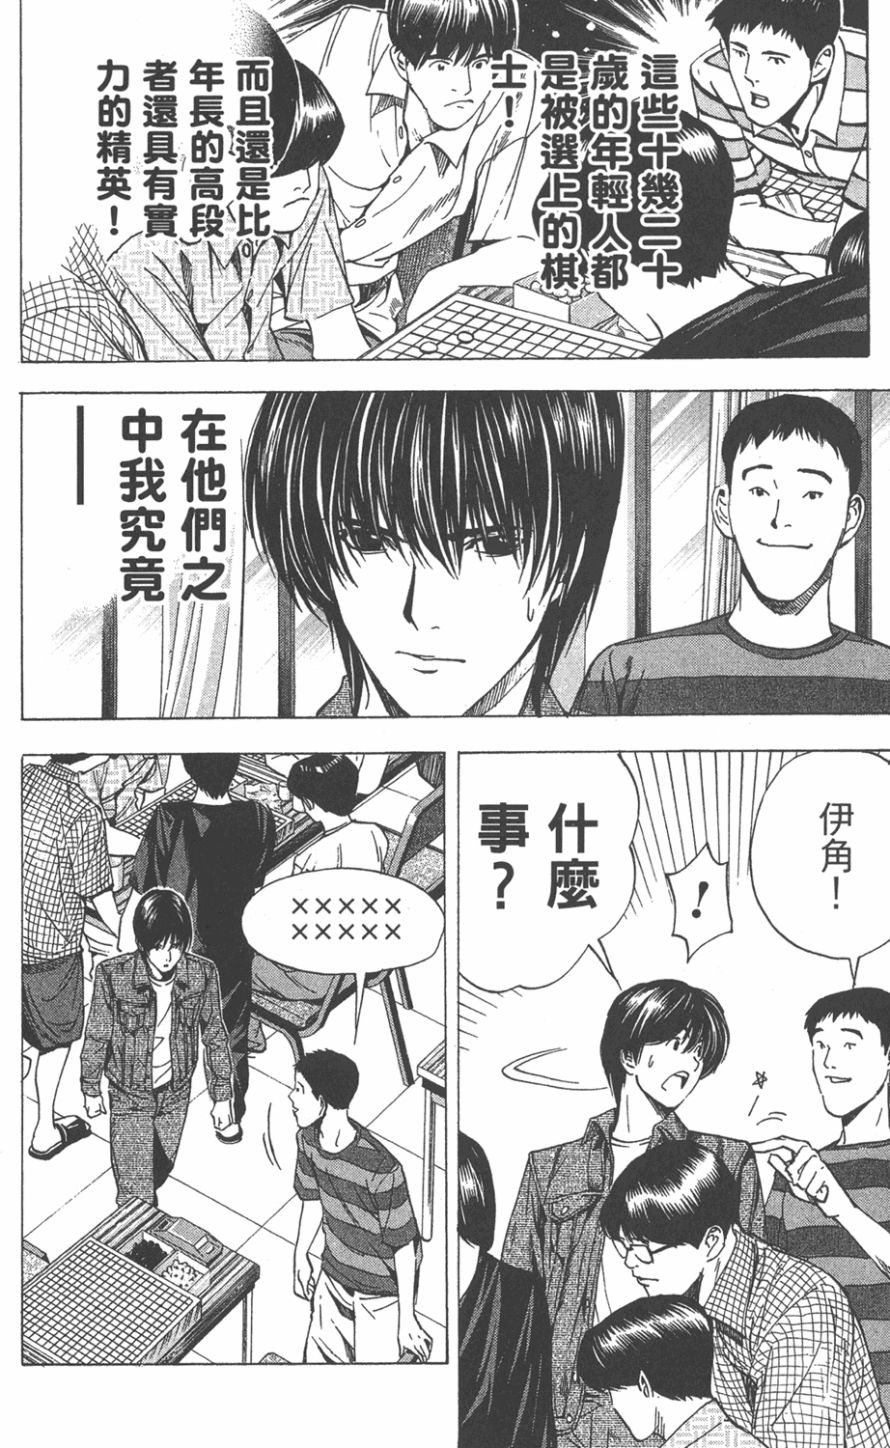 這些十幾二十
歲的年輕人都
是被選上的棋
士！
而且還是比
年長的高段
者還具有實
力的精英！
在他們之
中我究竟
——
伊角！
！
什麼
事？
×××××
×××××